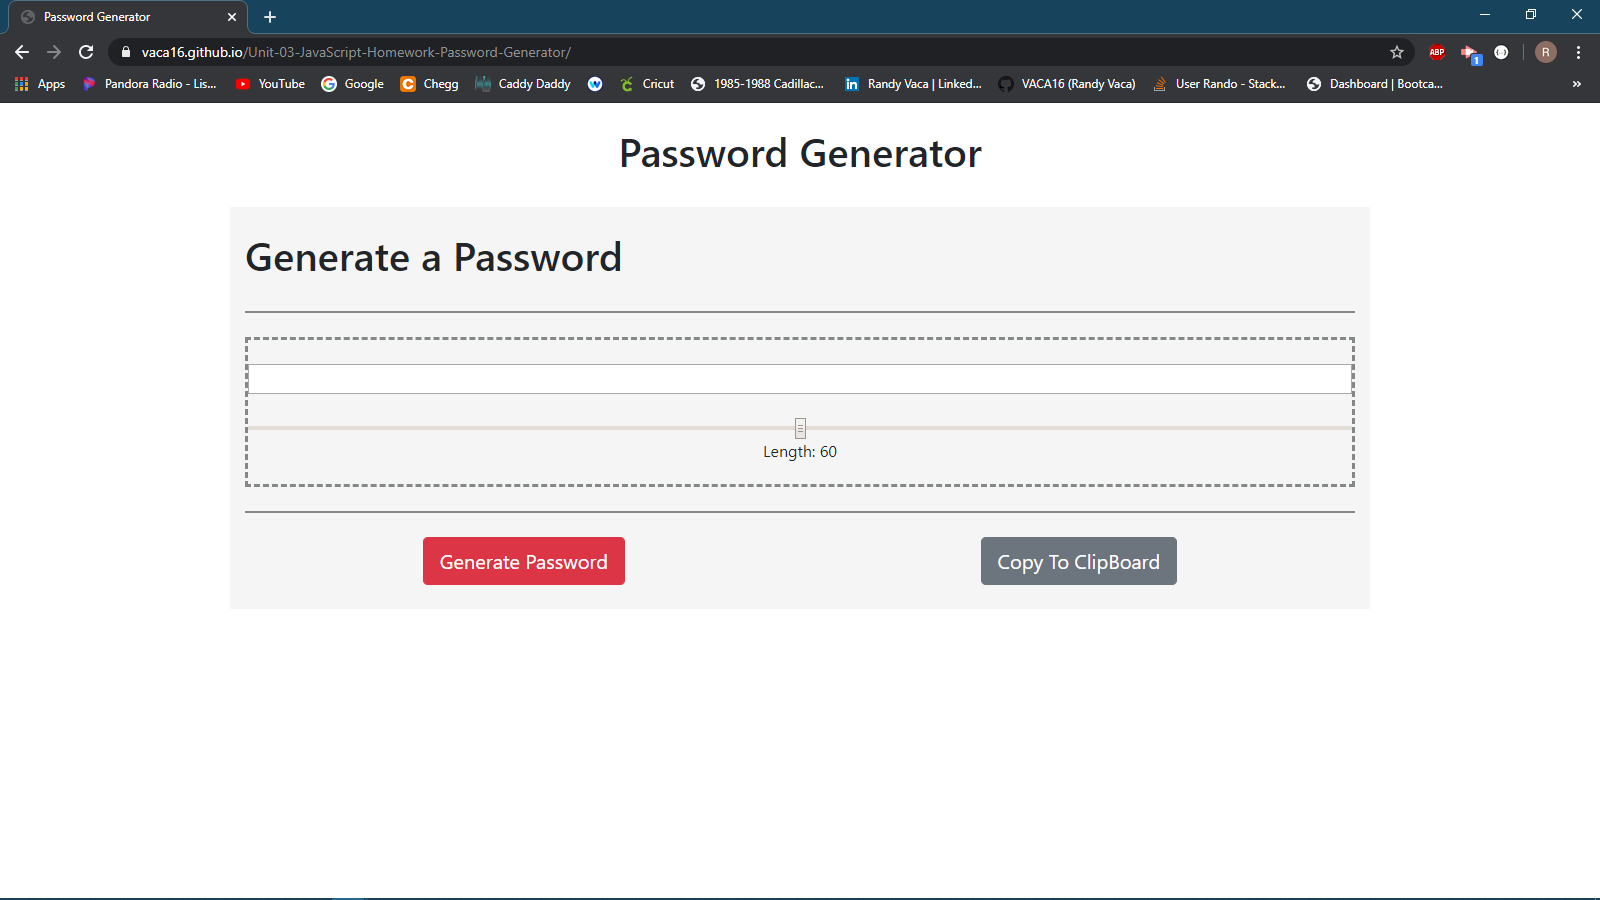 Password Generator
vaca16.github.io/Unit-03-JavaScript-Homework-Password-Generator/
ABP 1 R
Apps Pandora Radio - Lis... YouTube Google Chegg Caddy Daddy Cricut 1985-1988 Cadillac... Randy Vaca | Linked... VACA16 (Randy Vaca) User Rando - Stack... Dashboard | Bootca... »
Password Generator
Generate a Password
Length: 60
Generate Password Copy To ClipBoard